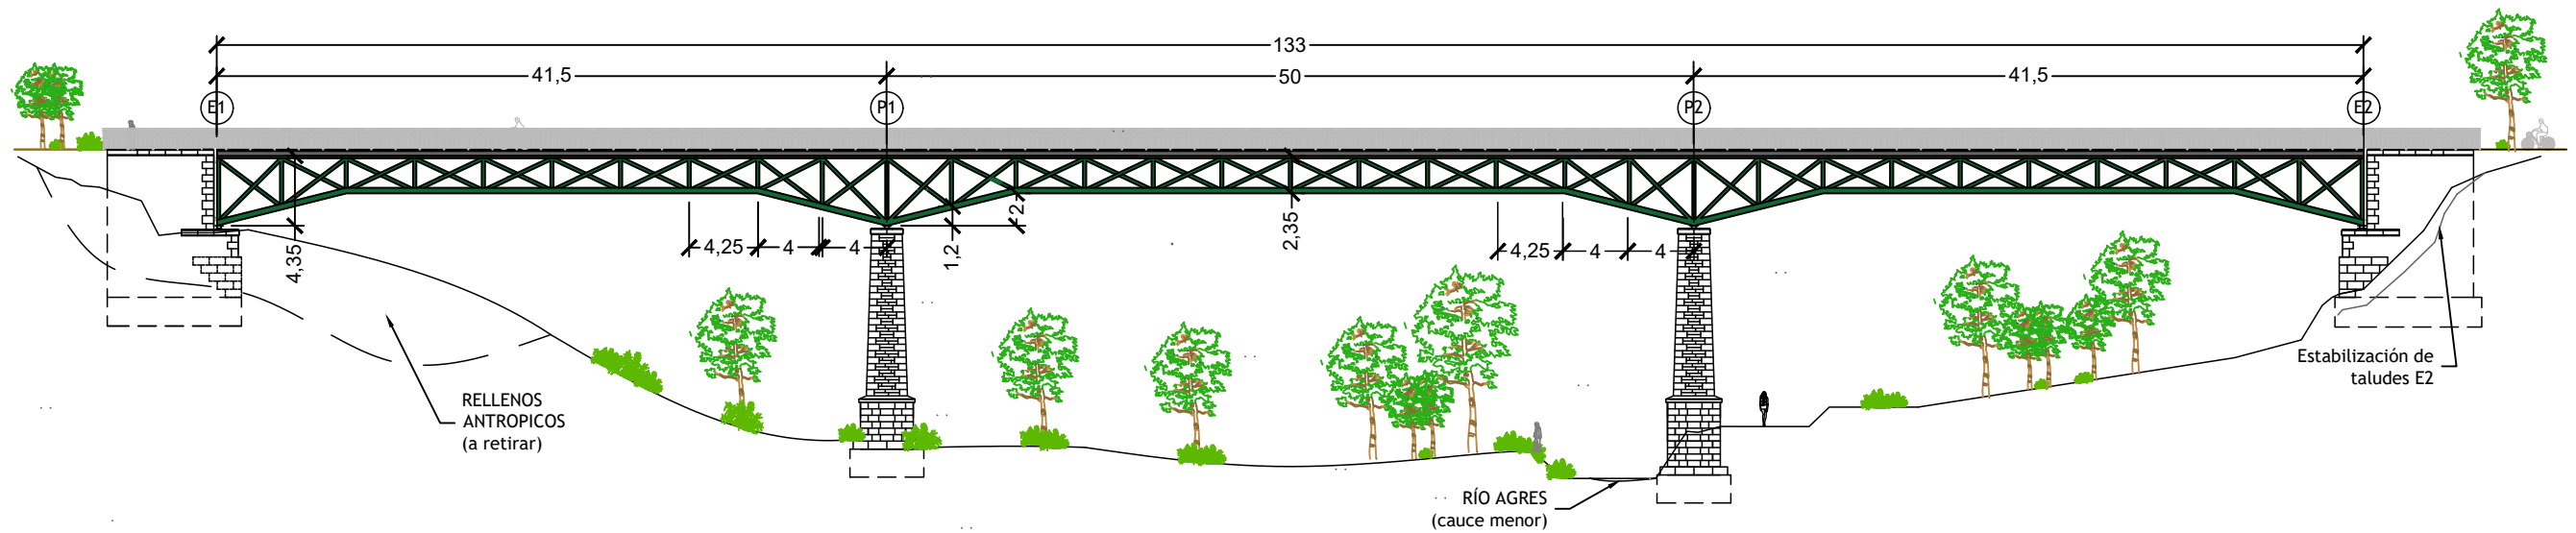 133
41,5
50
41,5
E1
P1
P2
E2
4,35
4,25
4
4
1,2
2
2,35
4,25
4
4
RELLENOS
ANTROPICOS
(a retirar)
RÍO AGRES
(cauce menor)
Estabilización de
taludes E2